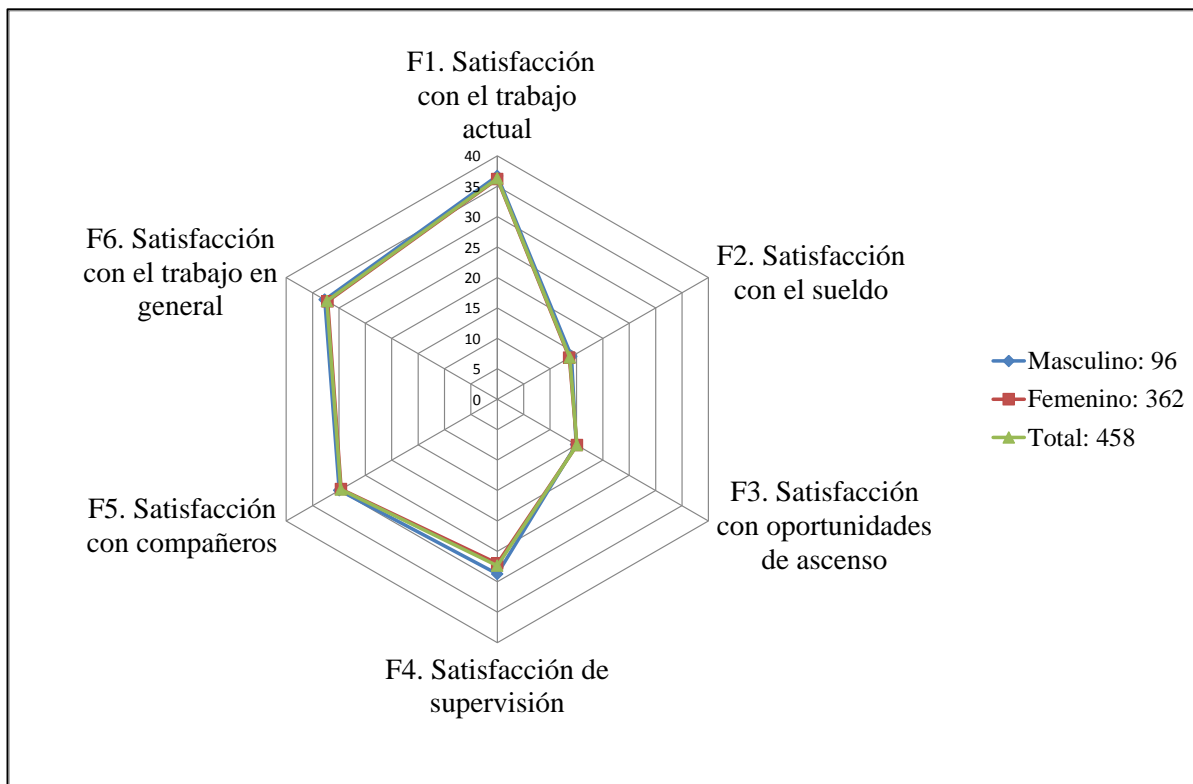 F1. Satisfacción
con el trabajo
actual
40
35
30
25
20
15
10
5
0
F2. Satisfacción
con el sueldo
F3. Satisfacción
con oportunidades
de ascenso
F4. Satisfacción de
supervisión
F5. Satisfacción
con compañeros
F6. Satisfacción
con el trabajo en
general
Masculino: 96
Femenino: 362
Total: 458